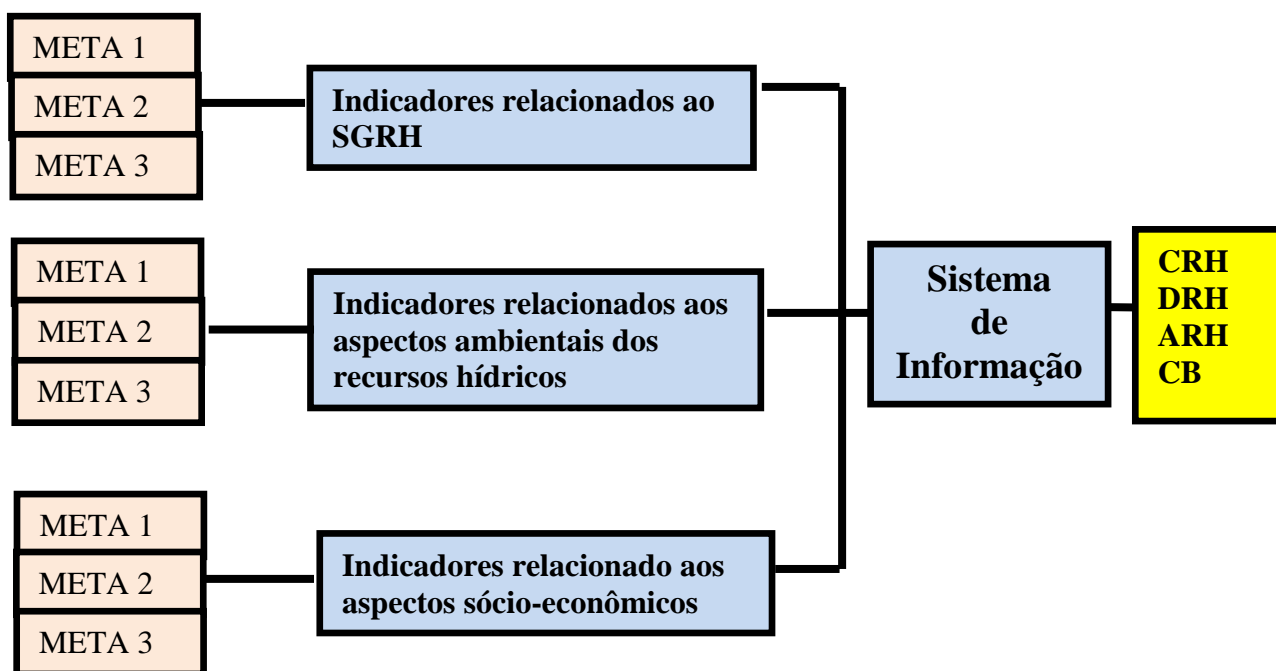 META 1
META 2
META 3
Indicadores relacionados ao
SGRH
META 1
META 2
META 3
Indicadores relacionados aos
aspectos ambientais dos
recursos hídricos
META 1
META 2
META 3
Indicadores relacionado aos
aspectos sócio-econômicos
Sistema
de
Informação
CRH
DRH
ARH
CB